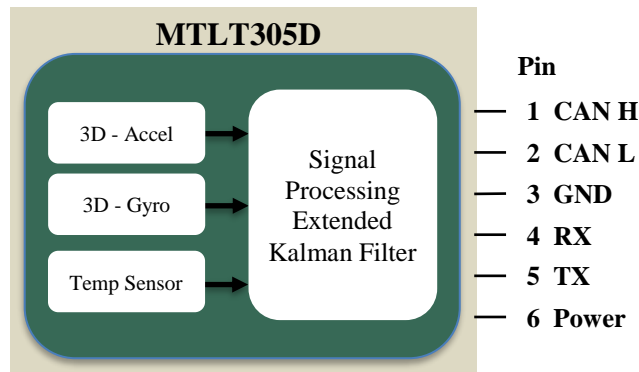 MTLT305D
3D - Accel
3D - Gyro
Temp Sensor
Signal
Processing
Extended
Kalman Filter
Pin
1 CAN H
2 CAN L
3 GND
4 RX
5 TX
6 Power